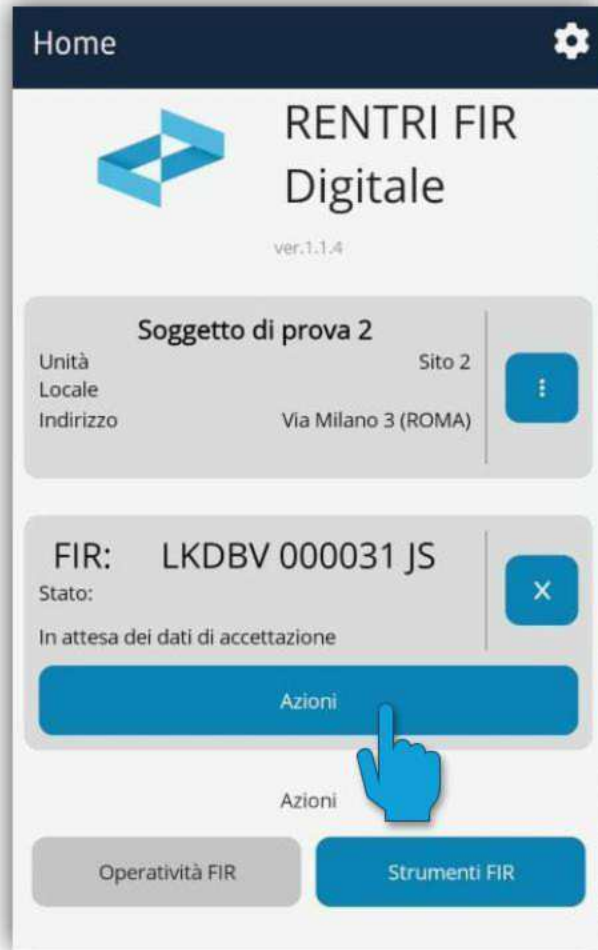 Home
RENTRI FIR
Digitale
ver.1.1.4
Soggetto di prova 2
Unità Sito 2
Locale
Indirizzo Via Milano 3 (ROMA)
FIR: LKDBV 000031 JS
X
Stato:
In attesa dei dati di accettazione
Azioni
Azioni
Operatività FIR Strumenti FIR